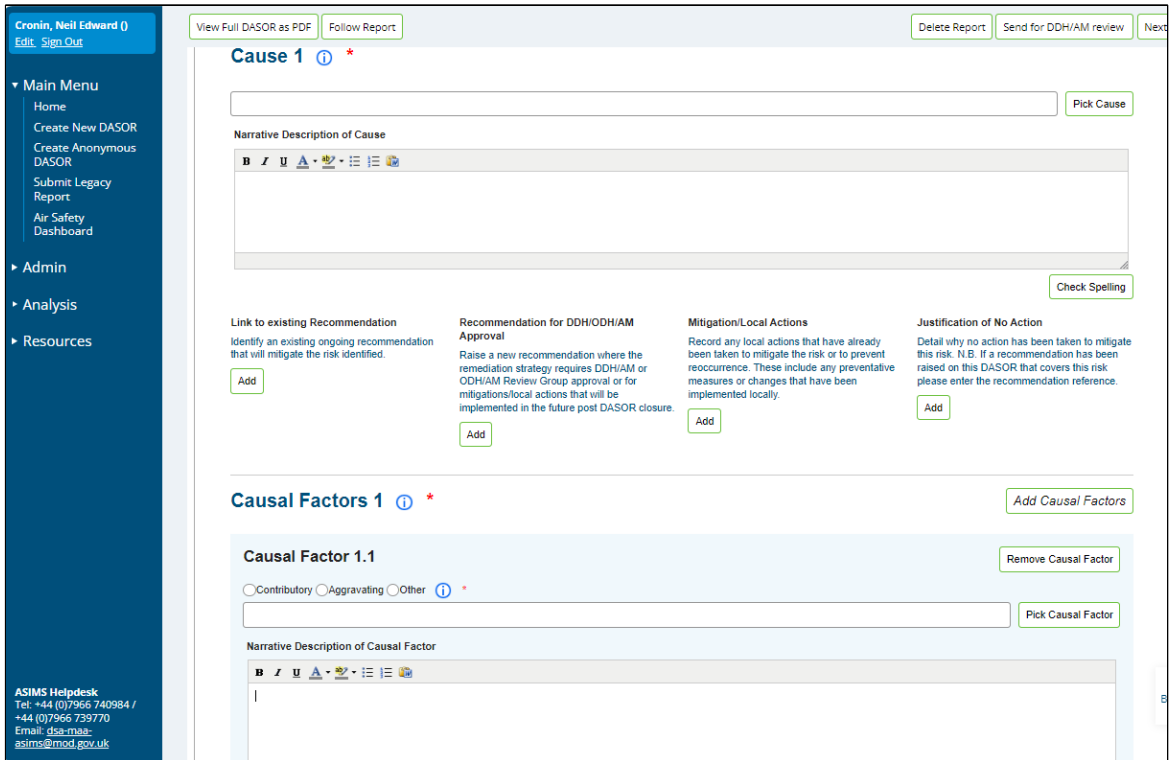 Cronin, Neil Edward ()
Edit Sign Out
Main Menu
Home
Create New DASOR
Create Anonymous
DASOR
Submit Legacy
Report
Air Safety
Dashboard
Admin
Analysis
Resources
ASIMS Helpdesk
Tel: +44 (0)7966 740984 /
+44 (0)7966 739770
Email: dsa-maa-
asims@mod.gov.uk
View Full DASOR as PDF Follow Report Delete Report Send for DDH/AM review Next
Cause 1 i *
Pick Cause
Narrative Description of Cause
B I U A ab
Check Spelling
Link to existing Recommendation
Identify an existing ongoing recommendation
that will mitigate the risk identified.
Add
Recommendation for DDH/ODH/AM
Approval
Raise a new recommendation where the
remediation strategy requires DDH/AM or
ODH/AM Review Group approval or for
mitigations/local actions that will be
implemented in the future post DASOR closure.
Add
Mitigation/Local Actions
Record any local actions that have already
been taken to mitigate the risk or to prevent
reoccurrence. These include any preventative
measures or changes that have been
implemented locally.
Add
Justification of No Action
Detail why no action has been taken to mitigate
this risk. N.B. If a recommendation has been
raised on this DASOR that covers this risk
please enter the recommendation reference.
Add
Causal Factors 1 i *
Add Causal Factors
Causal Factor 1.1
Remove Causal Factor
Contributory Aggravating Other i *
Pick Causal Factor
Narrative Description of Causal Factor
B I U A ab
B